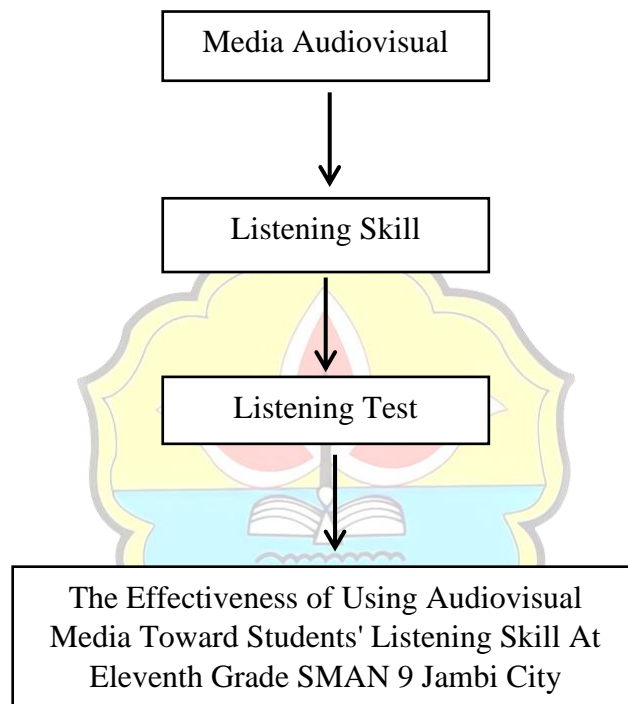 Media Audiovisual
Listening Skill
Listening Test
The Effectiveness of Using Audiovisual
Media Toward Students' Listening Skill At
Eleventh Grade SMAN 9 Jambi City